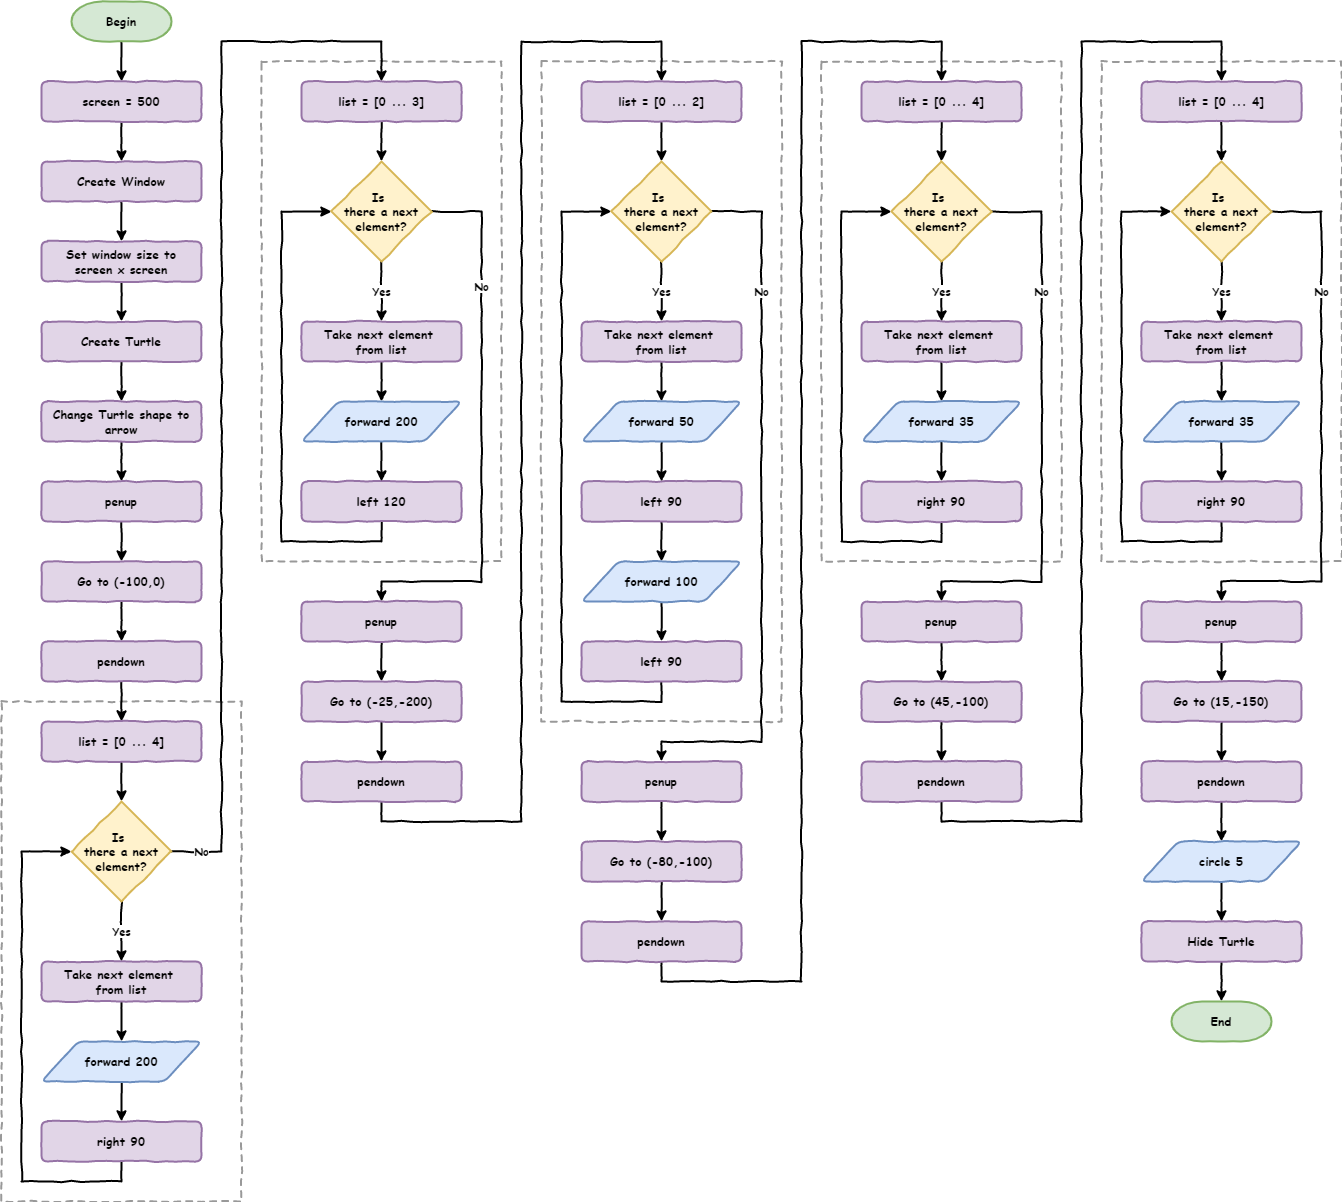 Begin
screen = 500
Create Window
Set window size to
screen x screen
Create Turtle
Change Turtle shape to
arrow
penup
Go to (-100,0)
pendown
list = [0 ... 4]
Is
there a next
element?
No
Yes
Take next element
from list
forward 200
right 90
list = [0 ... 3]
Is
there a next
element?
No
Yes
Take next element
from list
forward 200
left 120
penup
Go to (-25,-200)
pendown
list = [0 ... 2]
Is
there a next
element?
Yes
No
Take next element
from list
forward 50
left 90
forward 100
left 90
penup
Go to (-80,-100)
pendown
list = [0 ... 4]
Is
there a next
element?
Yes
No
Take next element
from list
forward 35
right 90
penup
Go to (45,-100)
pendown
list = [0 ... 4]
Is
there a next
element?
Yes
No
Take next element
from list
forward 35
right 90
penup
Go to (15,-150)
pendown
circle 5
Hide Turtle
End